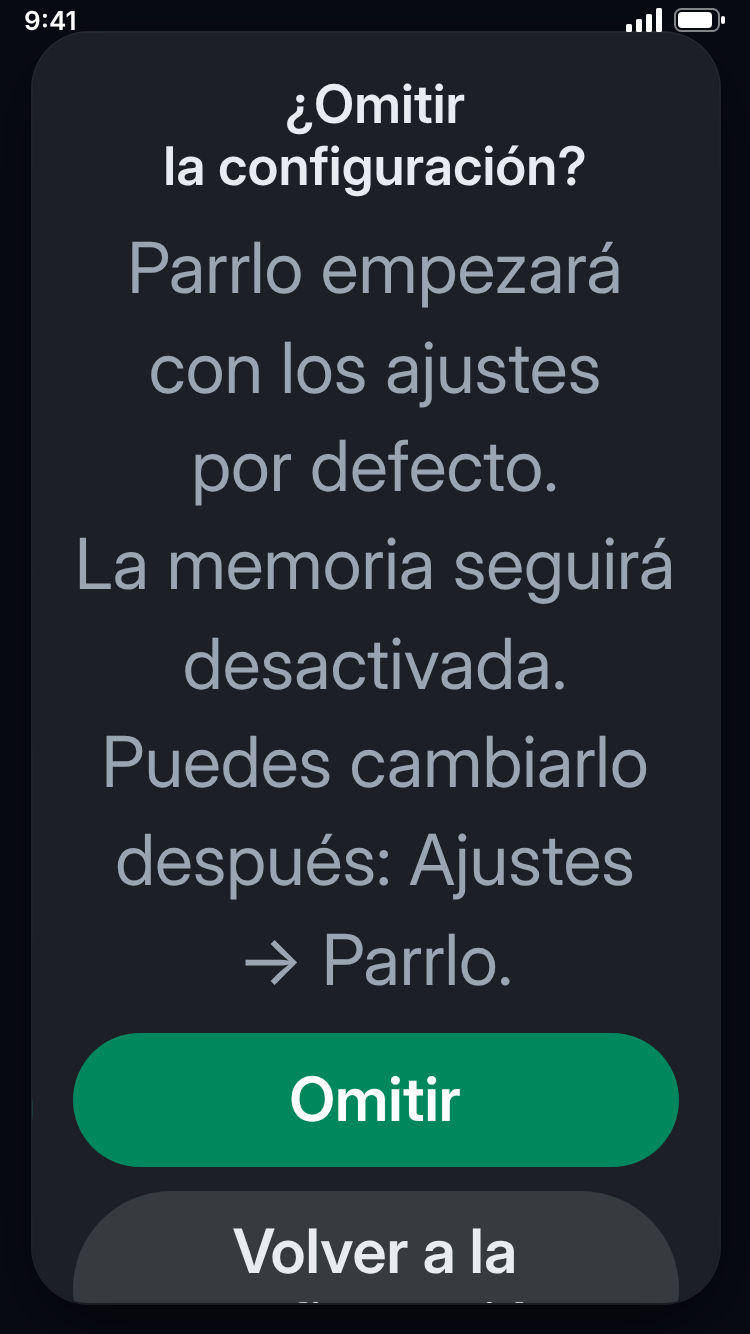 9:41
¿Omitir
la configuración?
Parrlo empezará
con los ajustes
por defecto.
La memoria seguirá
desactivada.
Puedes cambiarlo
después: Ajustes
→ Parrlo.
Omitir
Volver a la